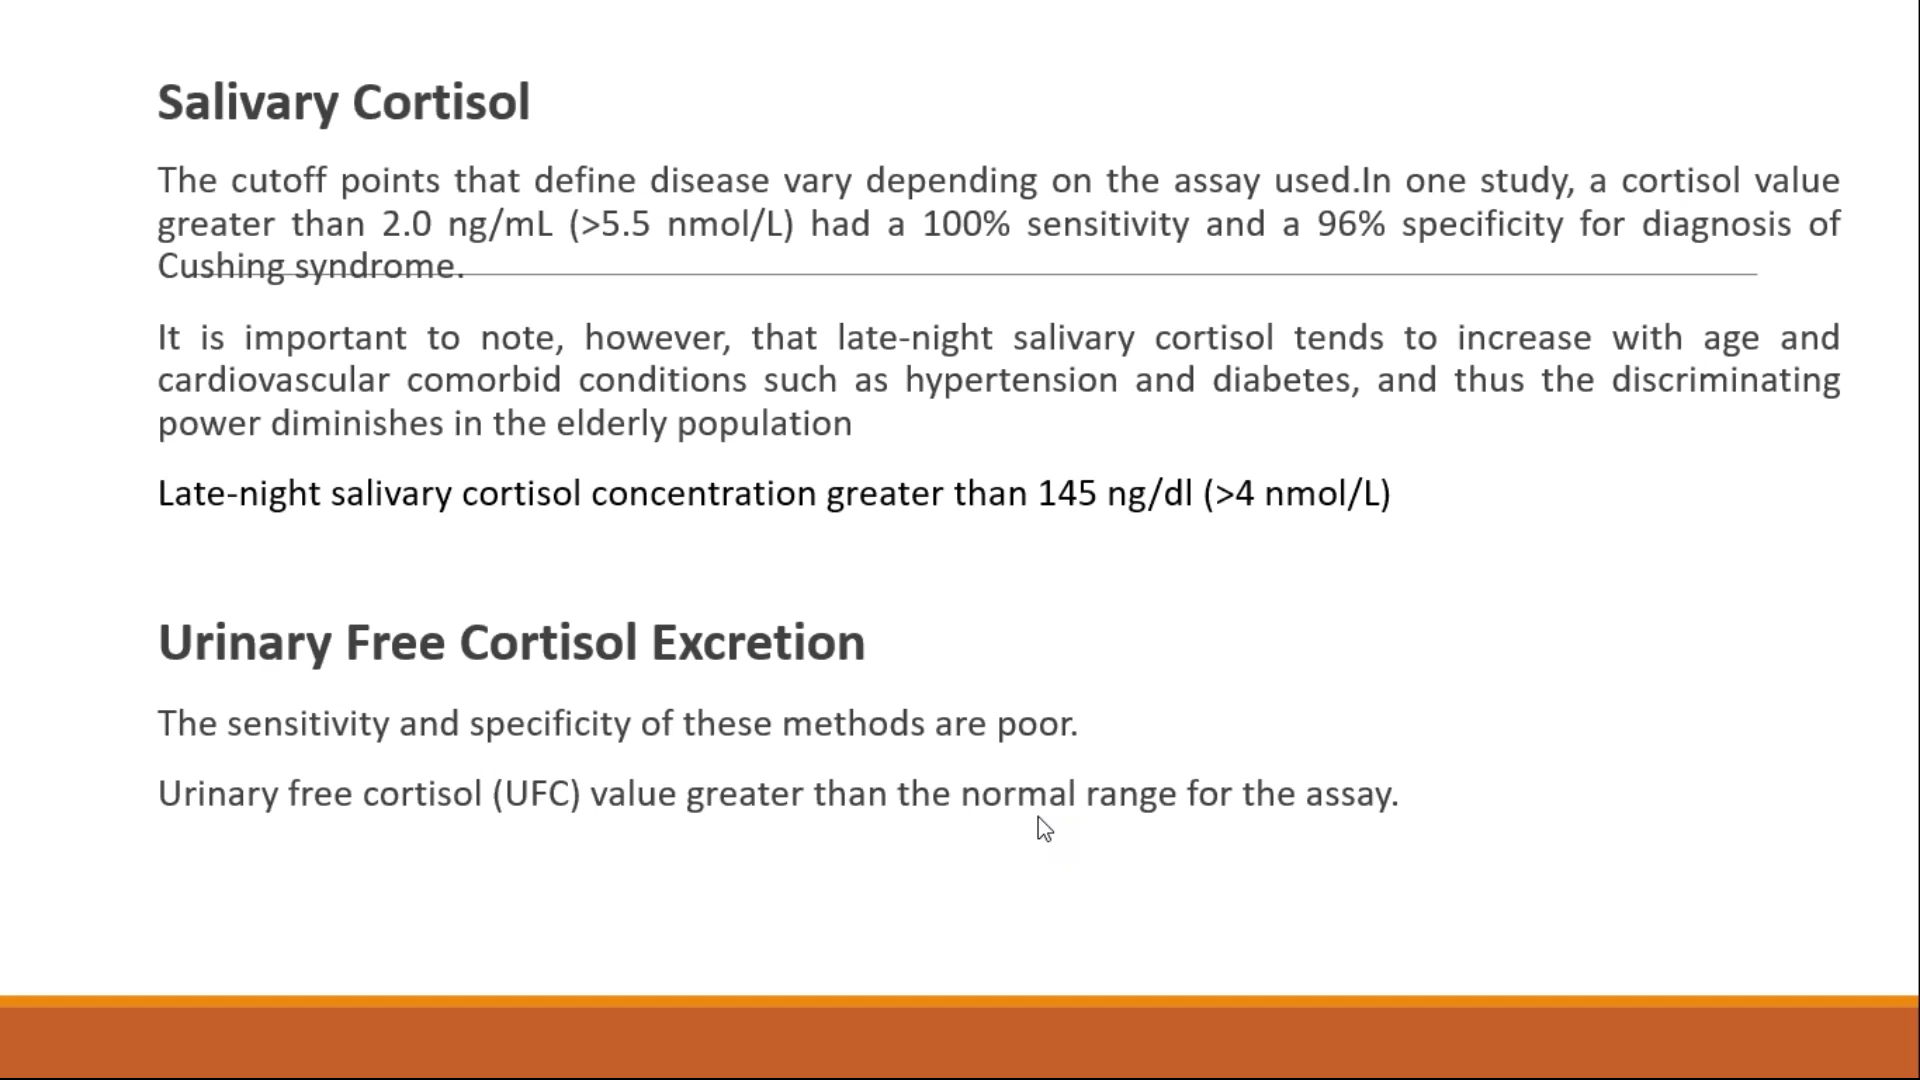 Salivary Cortisol
The cutoff points that define disease vary depending on the assay used.In one study, a cortisol value
greater than 2.0 ng/mL (>5.5 nmol/L) had a 100% sensitivity and a 96% specificity for diagnosis of
Cushing syndrome.
It is important to note, however, that late-night salivary cortisol tends to increase with age and
cardiovascular comorbid conditions such as hypertension and diabetes, and thus the discriminating
power diminishes in the elderly population
Late-night salivary cortisol concentration greater than 145 ng/dl (>4 nmol/L)
Urinary Free Cortisol Excretion
The sensitivity and specificity of these methods are poor.
Urinary free cortisol (UFC) value greater than the normal range for the assay.